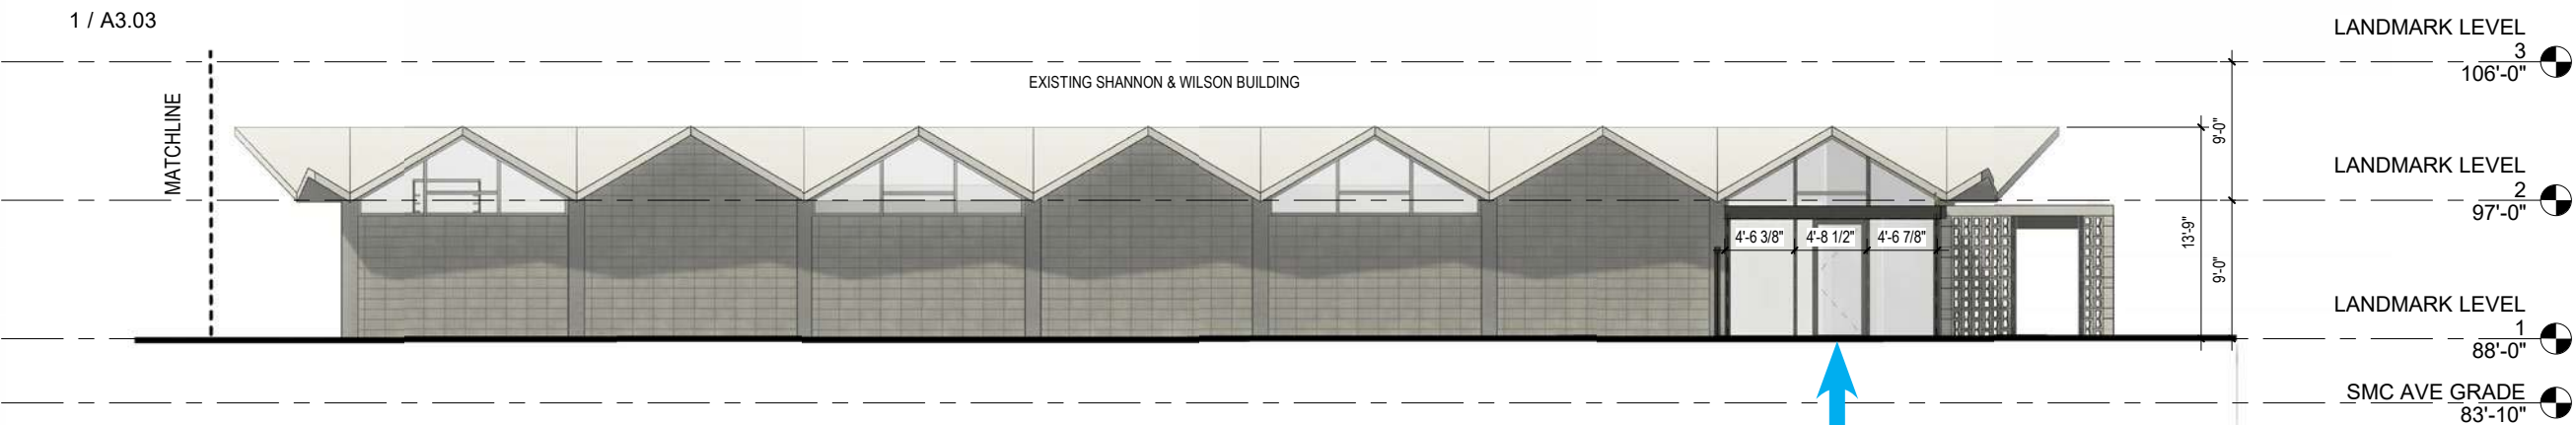 1 / A3.03
LANDMARK LEVEL
3
106'-0"
EXISTING SHANNON & WILSON BUILDING
MATCHLINE
9'-0"
LANDMARK LEVEL
2
97'-0"
13'-9"
4'-6 3/8"
4'-8 1/2"
4'-6 7/8"
9'-0"
LANDMARK LEVEL
1
88'-0"
SMC AVE GRADE
83'-10"